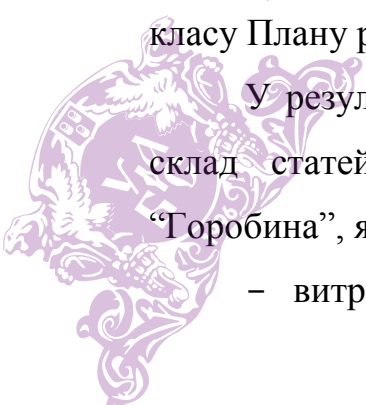 класу Плану р
У резул
склад статей
“Горобина”, я
– витр